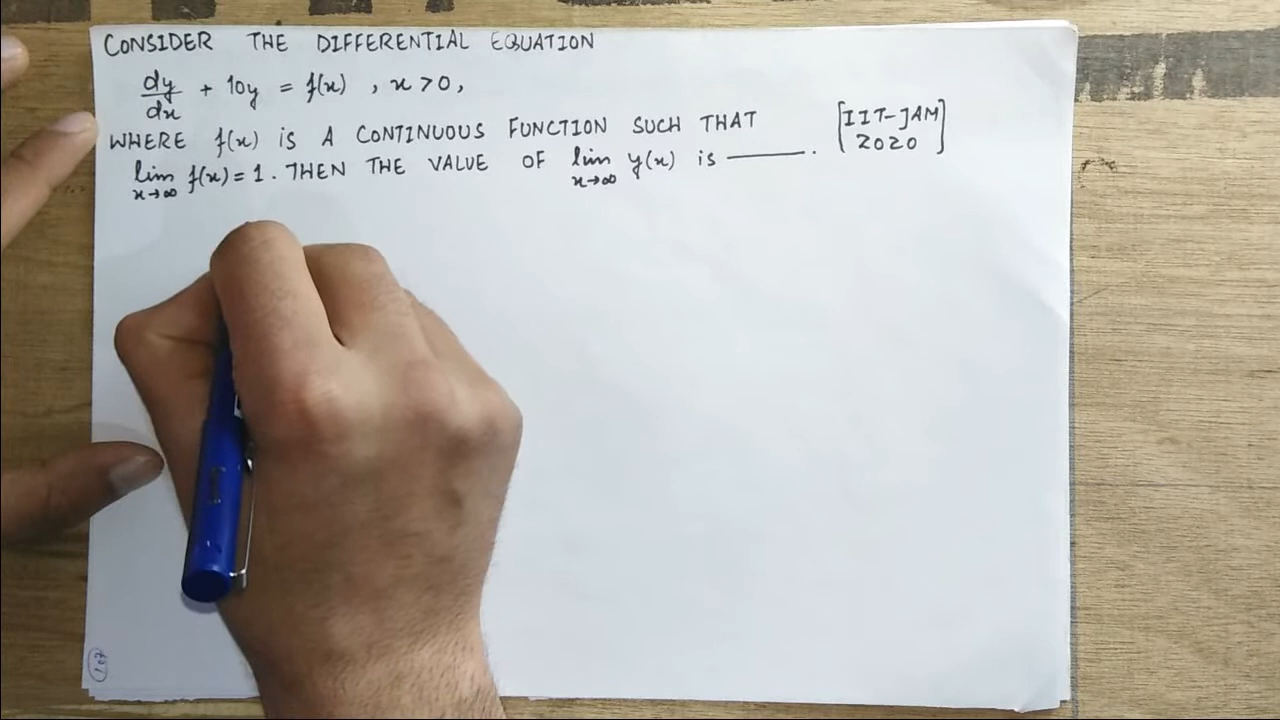 CONSIDER THE DIFFERENTIAL EQUATION
dy/dx + 10y = f(x) , x > 0,
WHERE f(x) IS A CONTINUOUS FUNCTION SUCH THAT [IIT-JAM 2020]
lim x→∞ f(x) = 1. THEN THE VALUE OF lim x→∞ y(x) is ———.
107